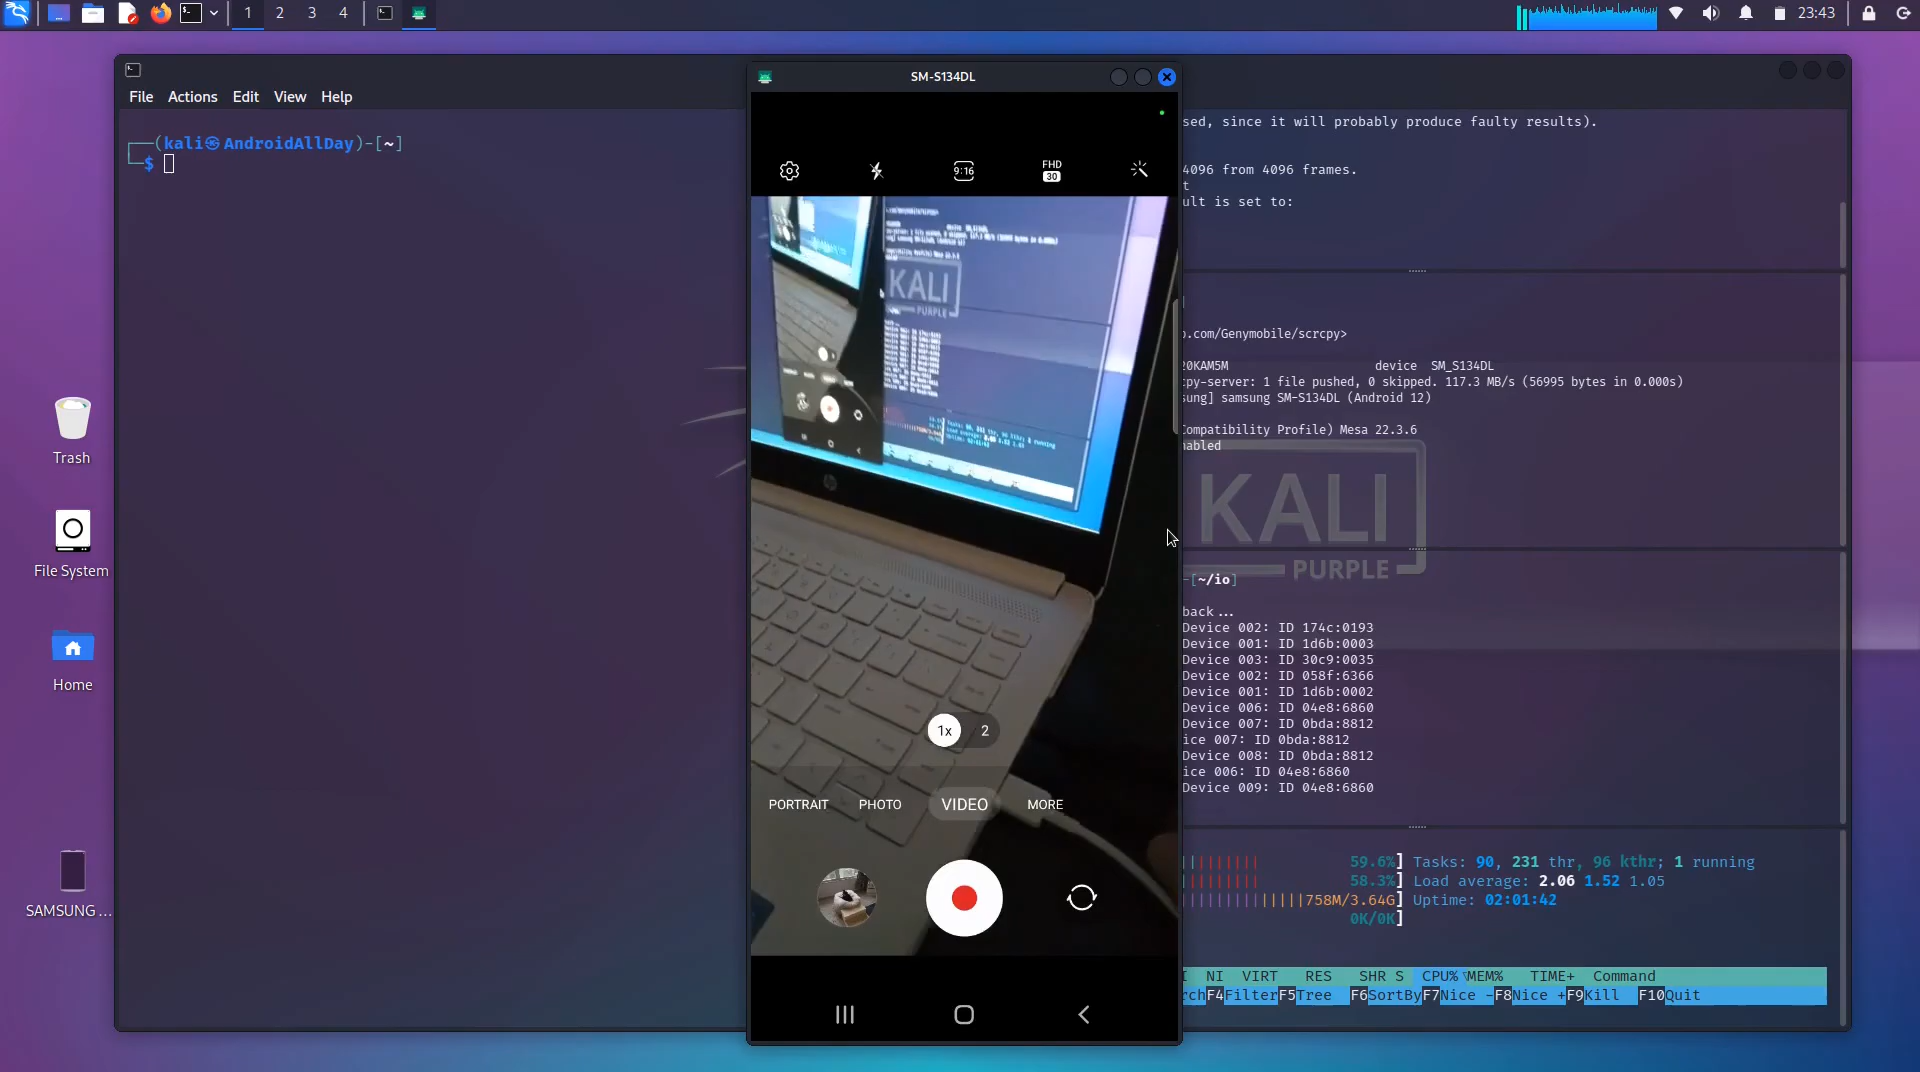 1 2 3 4
23:43
File Actions Edit View Help
┌──(kali㉿AndroidAllDay)-[~]
└─$
Trash
File System
Home
SAMSUNG ...
SM-S134DL
9:16
FHD
30
KALI
PURPLE
1x 2
PORTRAIT PHOTO VIDEO MORE
sed, since it will probably produce faulty results).
4096 from 4096 frames.
t
ult is set to:
.com/Genymobile/scrcpy>
20KAM5M device SM_S134DL
cpy-server: 1 file pushed, 0 skipped. 117.3 MB/s (56995 bytes in 0.000s)
sung] samsung SM-S134DL (Android 12)
Compatibility Profile) Mesa 22.3.6
nabled
KALI
PURPLE
-[~/io]
back...
Device 002: ID 174c:0193
Device 001: ID 1d6b:0003
Device 003: ID 30c9:0035
Device 002: ID 058f:6366
Device 001: ID 1d6b:0002
Device 006: ID 04e8:6860
Device 007: ID 0bda:8812
ice 007: ID 0bda:8812
Device 008: ID 0bda:8812
ice 006: ID 04e8:6860
Device 009: ID 04e8:6860
59.6%] Tasks: 90, 231 thr, 96 kthr; 1 running
58.3%] Load average: 2.06 1.52 1.05
758M/3.64G] Uptime: 02:01:42
0K/0K]
I NI VIRT RES SHR S CPU%▽MEM% TIME+ Command
rchF4FilterF5Tree F6SortByF7Nice -F8Nice +F9Kill F10Quit